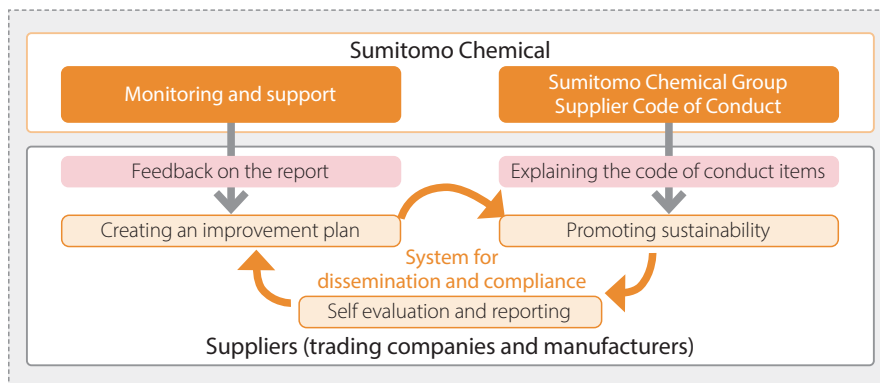 Sumitomo Chemical
Monitoring and support
Sumitomo Chemical Group
Supplier Code of Conduct
Feedback on the report
Explaining the code of conduct items
Creating an improvement plan
Promoting sustainability
System for
dissemination and compliance
Self evaluation and reporting
Suppliers (trading companies and manufacturers)